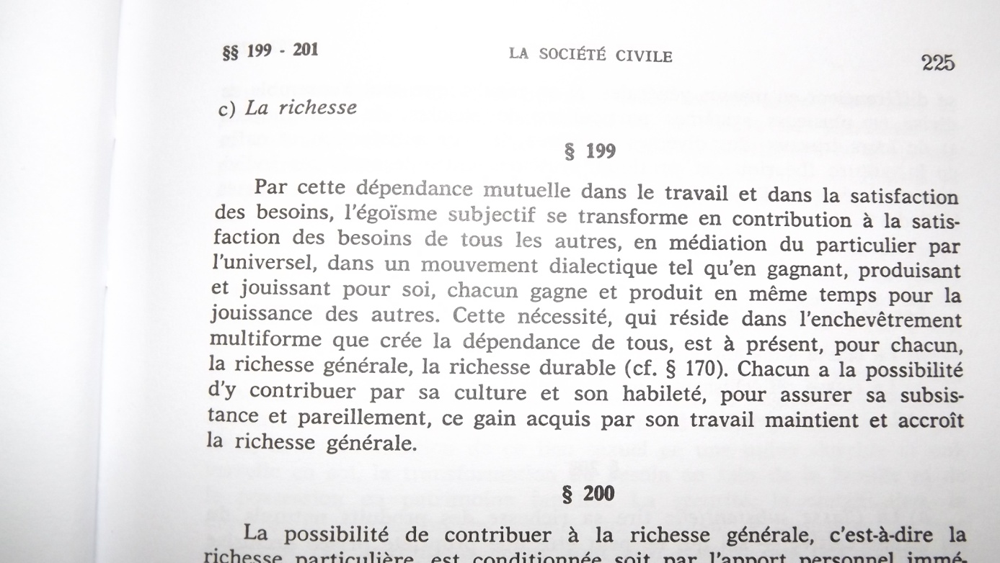 §§ 199 - 201 LA SOCIÉTÉ CIVILE 225
c) La richesse
§ 199
Par cette dépendance mutuelle dans le travail et dans la satisfaction
des besoins, l'égoïsme subjectif se transforme en contribution à la satis-
faction des besoins de tous les autres, en médiation du particulier par
l'universel, dans un mouvement dialectique tel qu'en gagnant, produisant
et jouissant pour soi, chacun gagne et produit en même temps pour la
jouissance des autres. Cette nécessité, qui réside dans l'enchevêtrement
multiforme que crée la dépendance de tous, est à présent, pour chacun,
la richesse générale, la richesse durable (cf. § 170). Chacun a la possibilité
d'y contribuer par sa culture et son habileté, pour assurer sa subsis-
tance et pareillement, ce gain acquis par son travail maintient et accroît
la richesse générale.
§ 200
La possibilité de contribuer à la richesse générale, c'est-à-dire la
richesse particulière, est conditionnée soit par l'apport personnel immé-